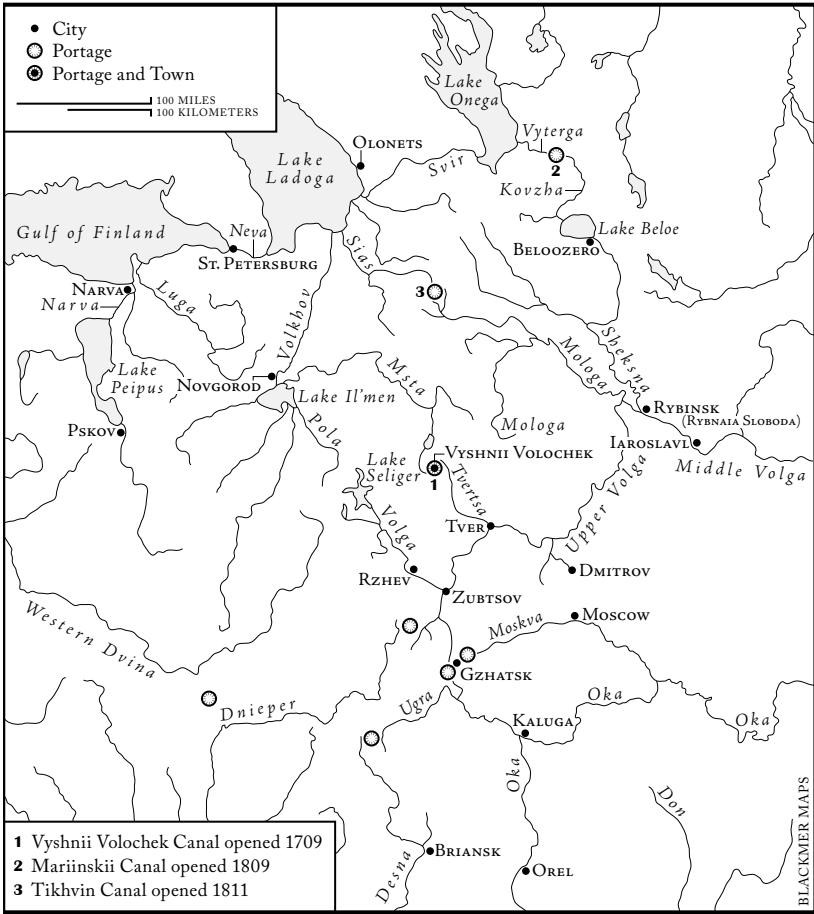 City
Portage
Portage and Town
100 MILES
100 KILOMETERS
Lake
Onega
OLONETS
Vyterga
2
Lake
Ladoga
Svir
Kovzha
Gulf of Finland
Neva
Lake Beloe
BELOOZERO
ST. PETERSBURG
Sias
NARVA
Narva
Luga
3
Volkhov
Sheksna
Mologa
Lake
Peipus
NOVGOROD
Msta
Lake Il'men
RYBINSK
(RYBNAIA SLOBODA)
PSKOV
Pola
Mologa
IAROSLAVL
VYSHNII VOLOCHEK
Lake
Seliger
1
Tvertsa
Middle Volga
Upper Volga
Volga
TVER
RZHEV
DMITROV
ZUBTSOV
Western Dvina
Moskva
MOSCOW
GZHATSK
Dnieper
Ugra
Oka
KALUGA
Oka
Oka
Don
BRIANSK
Desna
OREL
1 Vyshnii Volochek Canal opened 1709
2 Mariinskii Canal opened 1809
3 Tikhvin Canal opened 1811
BLACKMER MAPS